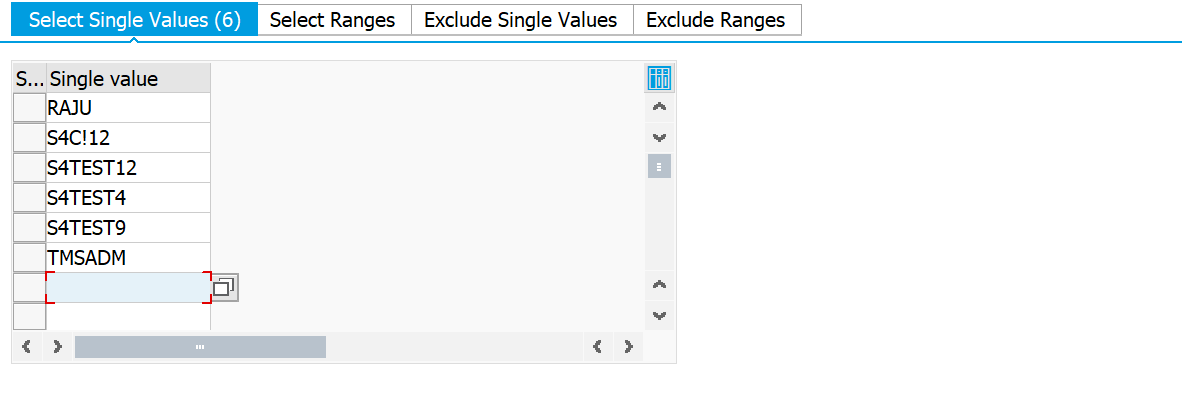 Select Single Values (6) Select Ranges Exclude Single Values Exclude Ranges
S... Single value
RAJU
S4C!12
S4TEST12
S4TEST4
S4TEST9
TMSADM